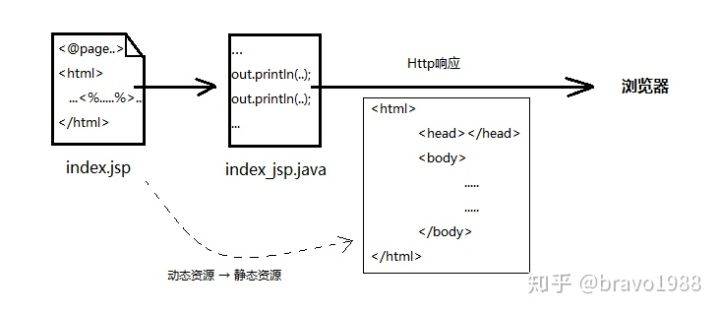 <@page..>
<html>
...<%.....%>..
</html>
index.jsp
...
out.println(..);
out.println(..);
...
index_jsp.java
Http响应
浏览器
<html>
<head></head>
<body>
.....
.....
</body>
</html>
动态资源 → 静态资源
知乎 @bravo1988